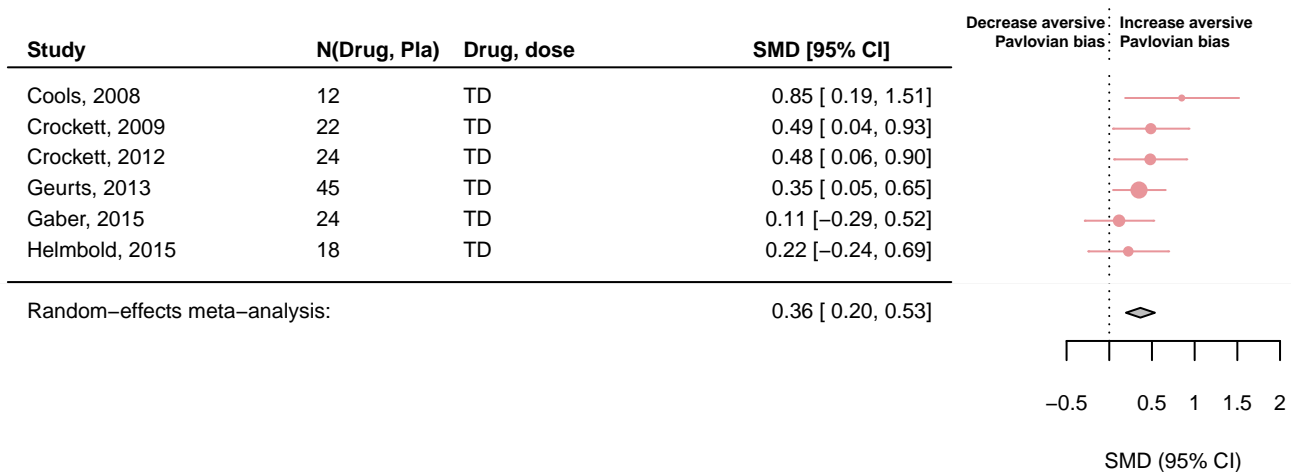 Decrease aversive Increase aversive
Pavlovian bias Pavlovian bias
Study N(Drug, Pla) Drug, dose SMD [95% CI]
Cools, 2008 12 TD 0.85 [ 0.19, 1.51]
Crockett, 2009 22 TD 0.49 [ 0.04, 0.93]
Crockett, 2012 24 TD 0.48 [ 0.06, 0.90]
Geurts, 2013 45 TD 0.35 [ 0.05, 0.65]
Gaber, 2015 24 TD 0.11 [−0.29, 0.52]
Helmbold, 2015 18 TD 0.22 [−0.24, 0.69]
Random−effects meta−analysis: 0.36 [ 0.20, 0.53]
−0.5 0.5 1 1.5 2
SMD (95% CI)